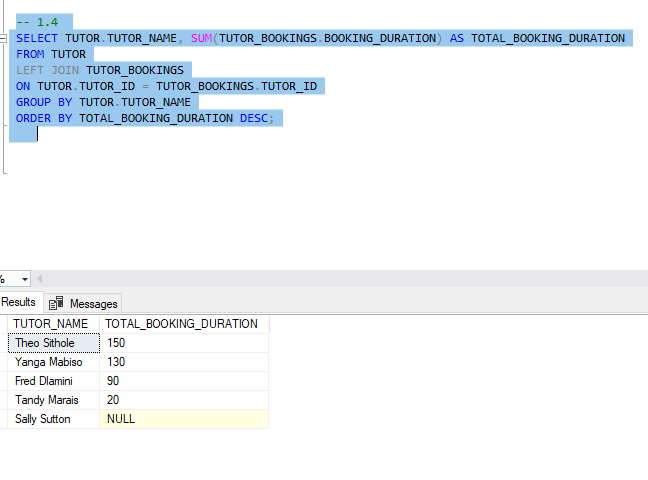 -- 1.4
SELECT TUTOR.TUTOR_NAME, SUM(TUTOR_BOOKINGS.BOOKING_DURATION) AS TOTAL_BOOKING_DURATION
FROM TUTOR
LEFT JOIN TUTOR_BOOKINGS
ON TUTOR.TUTOR_ID = TUTOR_BOOKINGS.TUTOR_ID
GROUP BY TUTOR.TUTOR_NAME
ORDER BY TOTAL_BOOKING_DURATION DESC;
%
Results Messages
TUTOR_NAME TOTAL_BOOKING_DURATION
Theo Sithole 150
Yanga Mabiso 130
Fred Dlamini 90
Tandy Marais 20
Sally Sutton NULL